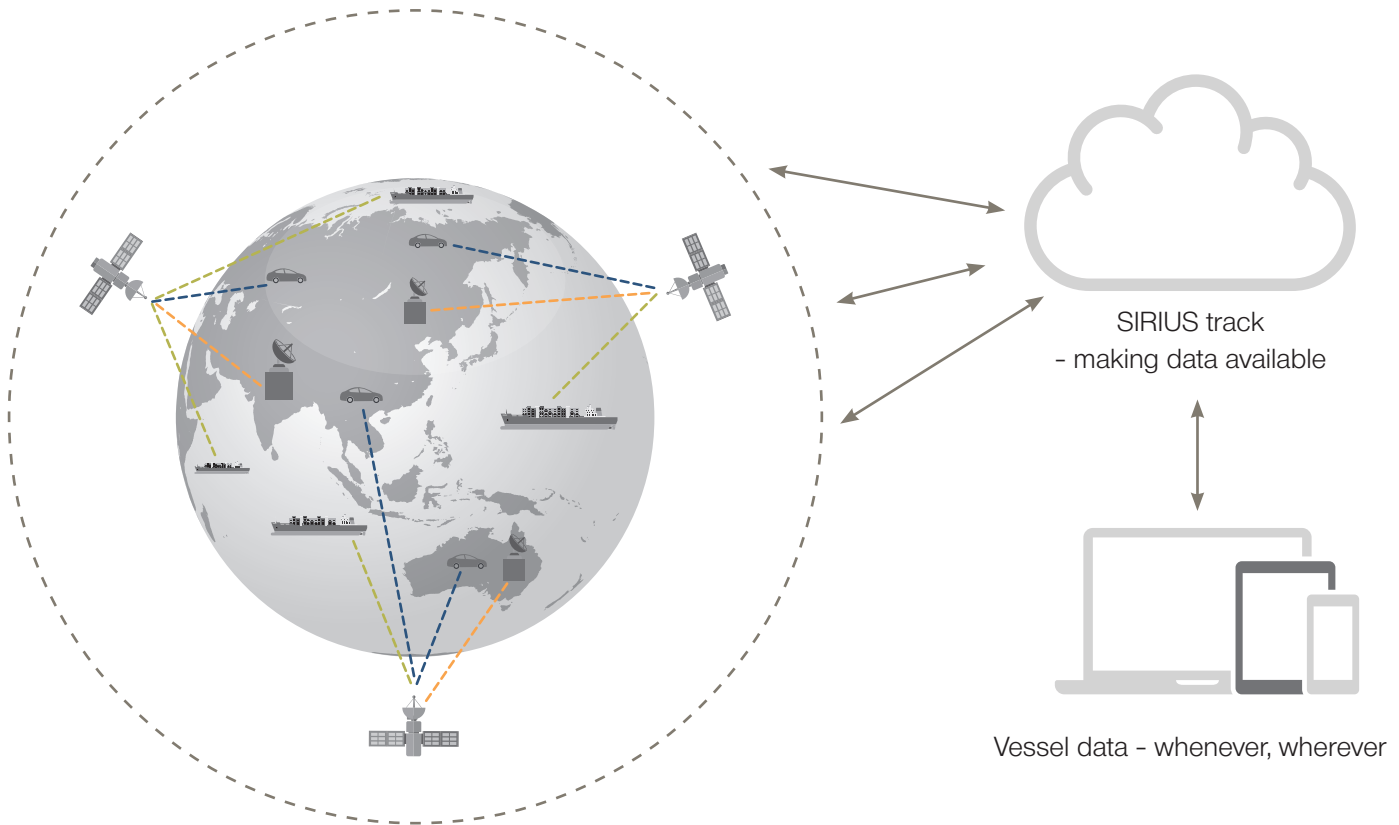 SIRIUS track
- making data available
Vessel data - whenever, wherever